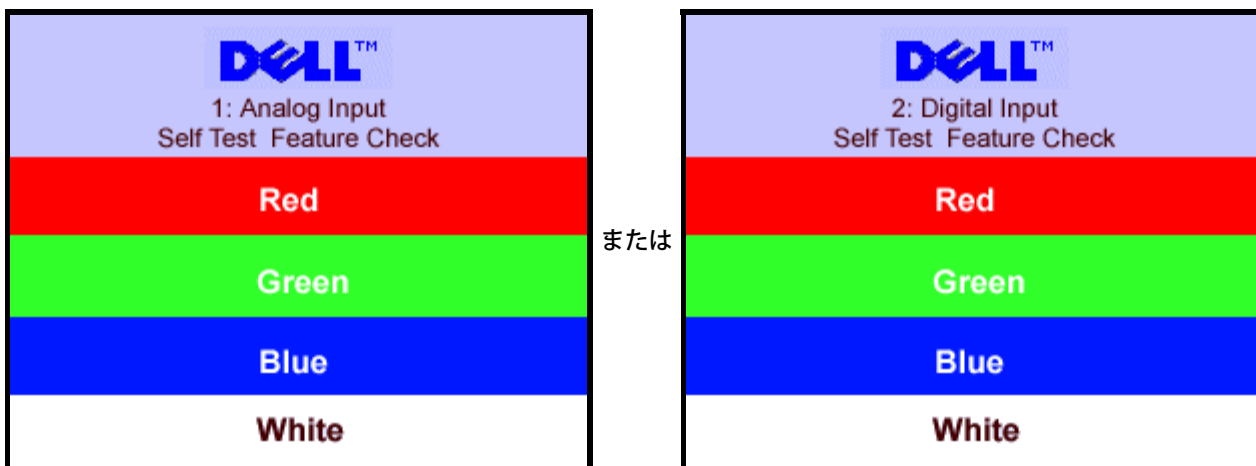 DELL™
1: Analog Input
Self Test Feature Check
Red
Green
Blue
White
または
DELL™
2: Digital Input
Self Test Feature Check
Red
Green
Blue
White